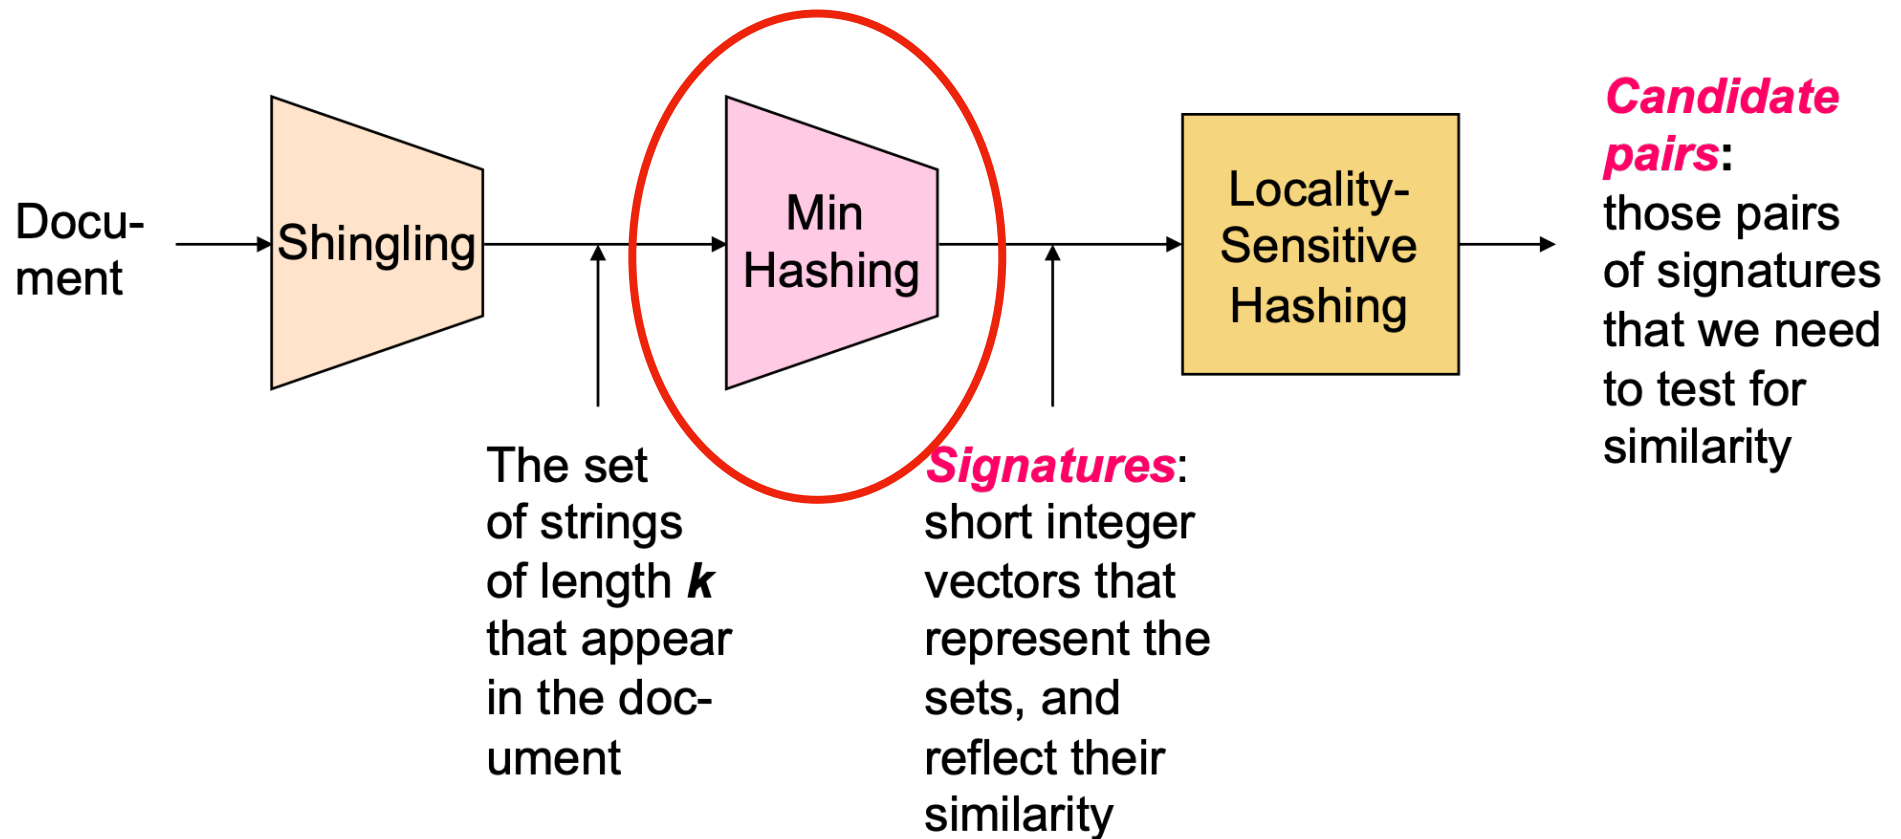 Docu-
ment
Shingling
The set
of strings
of length k
that appear
in the doc-
ument
Min
Hashing
Signatures:
short integer
vectors that
represent the
sets, and
reflect their
similarity
Locality-
Sensitive
Hashing
Candidate
pairs:
those pairs
of signatures
that we need
to test for
similarity